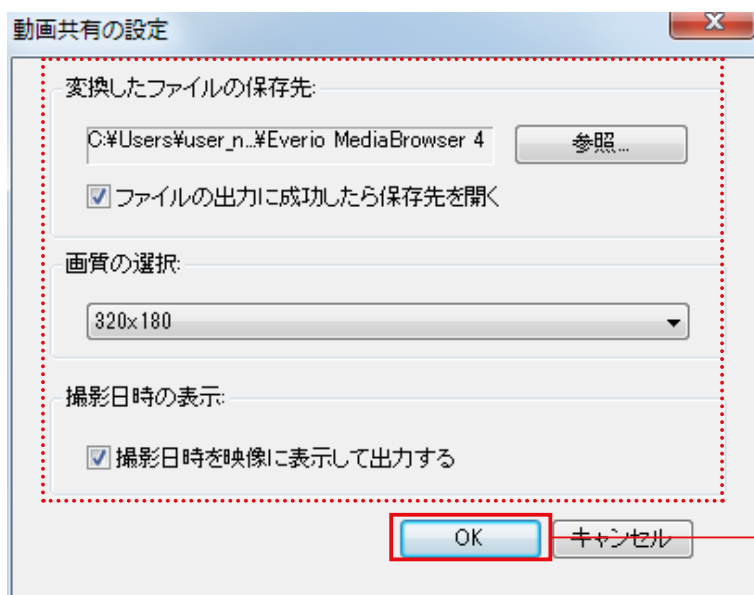 動画共有の設定
変換したファイルの保存先:
C:¥Users¥user_n..¥Everio MediaBrowser 4
参照...
ファイルの出力に成功したら保存先を開く
画質の選択:
320x180
撮影日時の表示:
撮影日時を映像に表示して出力する
OK
キャンセル